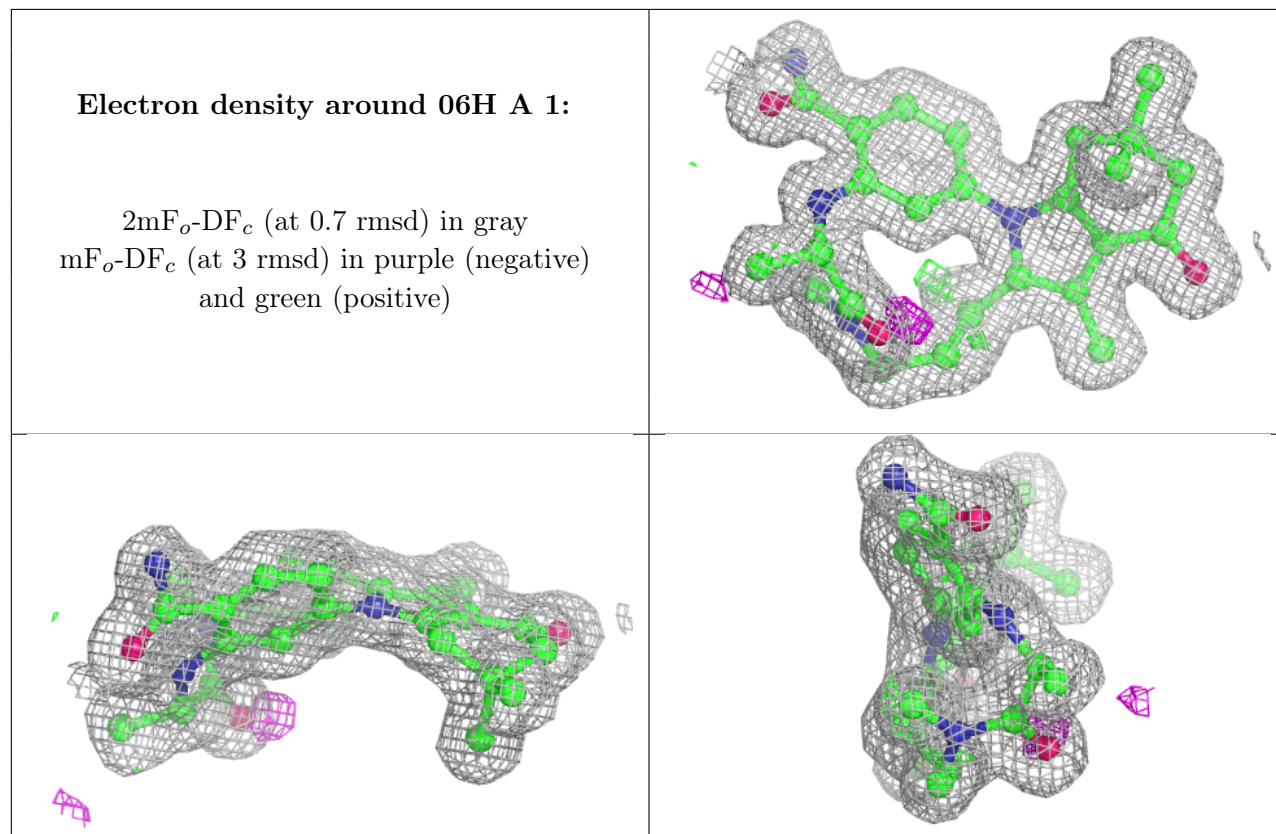 Electron density around 06H A 1:
2mFₒ-DF𝒸 (at 0.7 rmsd) in gray
mFₒ-DF𝒸 (at 3 rmsd) in purple (negative)
and green (positive)